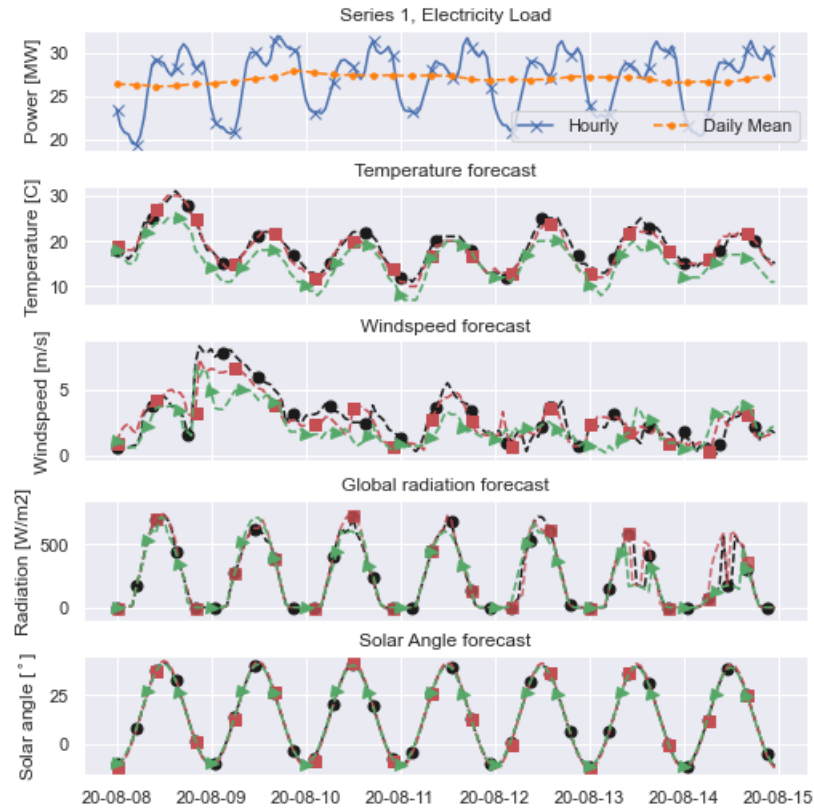 Series 1, Electricity Load
Power [MW]
30
25
20
Hourly
Daily Mean
Temperature forecast
Temperature [C]
30
20
10
Windspeed forecast
Windspeed [m/s]
5
0
Global radiation forecast
Radiation [W/m2]
500
0
Solar Angle forecast
Solar angle [°]
25
0
20-08-08 20-08-09 20-08-10 20-08-11 20-08-12 20-08-13 20-08-14 20-08-15